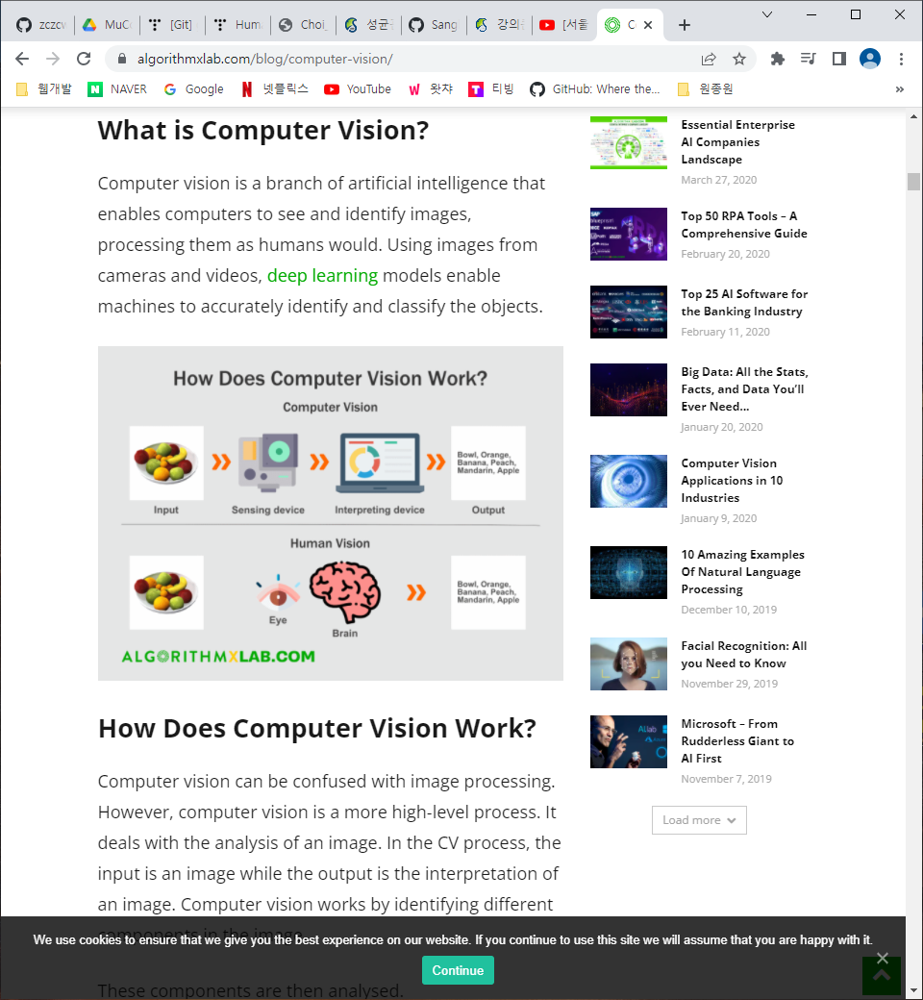 zczcv
MuCo
[Git]
Huma
Choi_
성균관
Sang
강의
[서울
C
algorithmxlab.com/blog/computer-vision/
웹개발
NAVER
Google
넷플릭스
YouTube
왓챠
티빙
GitHub: Where the...
원종원
»
What is Computer Vision?
Computer vision is a branch of artificial intelligence that
enables computers to see and identify images,
processing them as humans would. Using images from
cameras and videos, deep learning models enable
machines to accurately identify and classify the objects.
How Does Computer Vision Work?
Computer Vision
Bowl, Orange,
Banana, Peach,
Mandarin, Apple
Input
Sensing device
Interpreting device
Output
Human Vision
Bowl, Orange,
Banana, Peach,
Mandarin, Apple
Eye
Brain
ALGORITHMXLAB.COM
How Does Computer Vision Work?
Computer vision can be confused with image processing.
However, computer vision is a more high-level process. It
deals with the analysis of an image. In the CV process, the
input is an image while the output is the interpretation of
an image. Computer vision works by identifying different
components in the image.
These components are then analysed.
Essential Enterprise
AI Companies
Landscape
March 27, 2020
Top 50 RPA Tools – A
Comprehensive Guide
February 20, 2020
Top 25 AI Software for
the Banking Industry
February 11, 2020
Big Data: All the Stats,
Facts, and Data You'll
Ever Need...
January 20, 2020
Computer Vision
Applications in 10
Industries
January 9, 2020
10 Amazing Examples
Of Natural Language
Processing
December 10, 2019
Facial Recognition: All
you Need to Know
November 29, 2019
AI lab
Microsoft – From
Rudderless Giant to
AI First
November 7, 2019
Load more
We use cookies to ensure that we give you the best experience on our website. If you continue to use this site we will assume that you are happy with it.
Continue